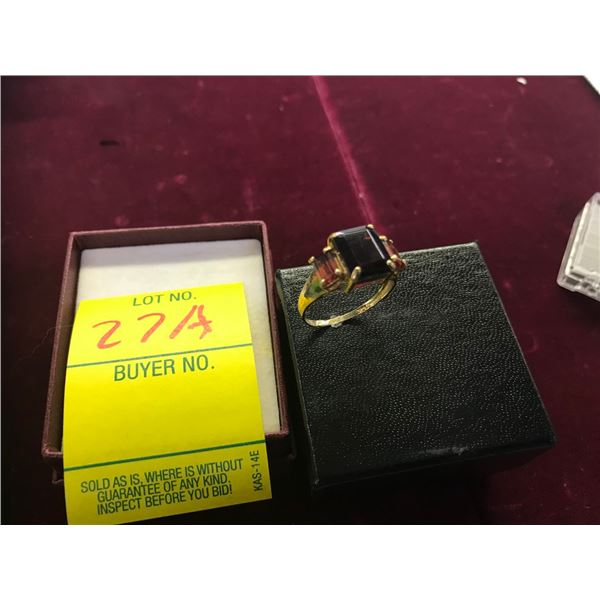 LOT NO.
27A
BUYER NO.
SOLD AS IS, WHERE IS WITHOUT
GUARANTEE OF ANY KIND.
INSPECT BEFORE YOU BID!
KAS-14E